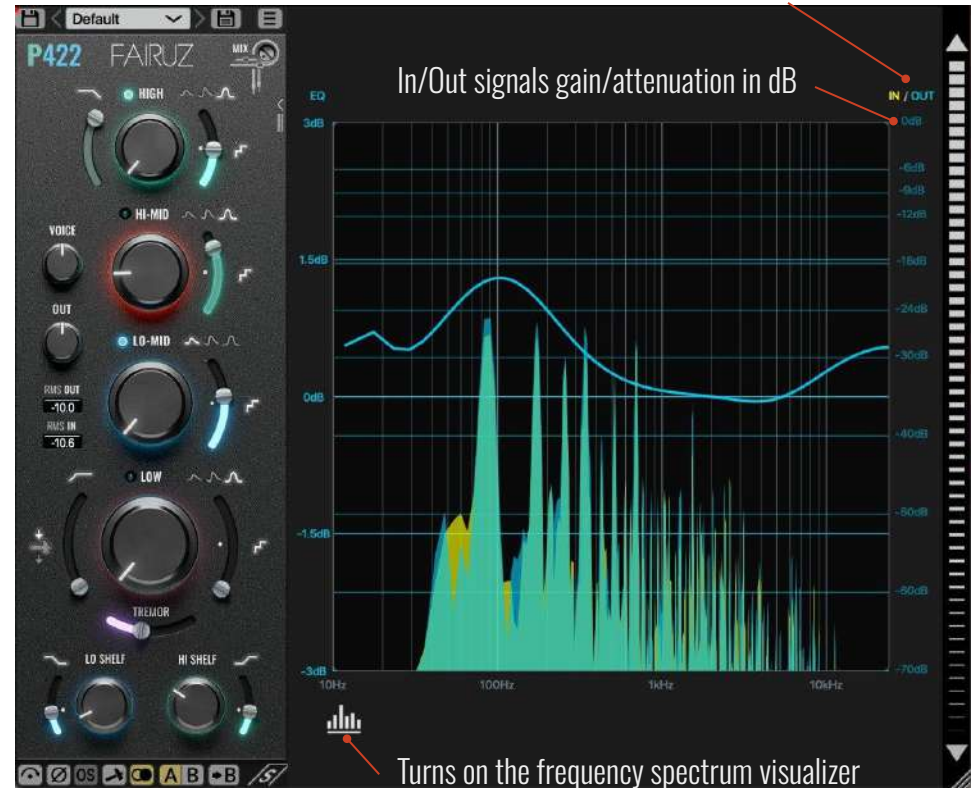 Default
P422 FAIRUZ MIX
HIGH
HI-MID
VOICE
OUT
LO-MID
RMS OUT
-10.0
RMS IN
-10.6
LOW
TREMOR
LO SHELF HI SHELF
OS A B B
In/Out signals gain/attenuation in dB
EQ IN / OUT
3dB 0dB
-6dB
-9dB
-12dB
1.5dB -18dB
-24dB
-30dB
0dB
-40dB
-50dB
-1.5dB
-60dB
-3dB -70dB
10Hz 100Hz 1kHz 10kHz
Turns on the frequency spectrum visualizer